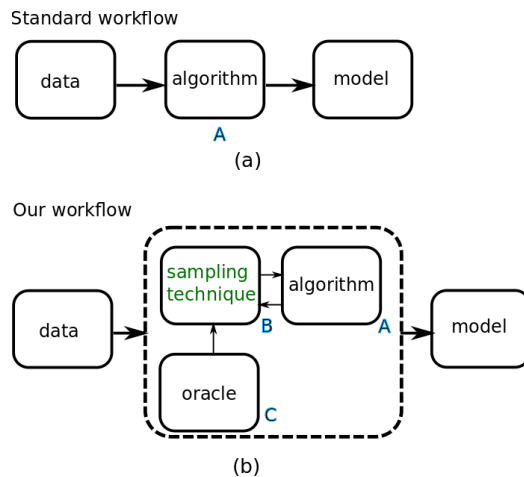 Standard workflow
data
algorithm
model
A
(a)
Our workflow
sampling
technique
algorithm
data
B
A
model
oracle
C
(b)